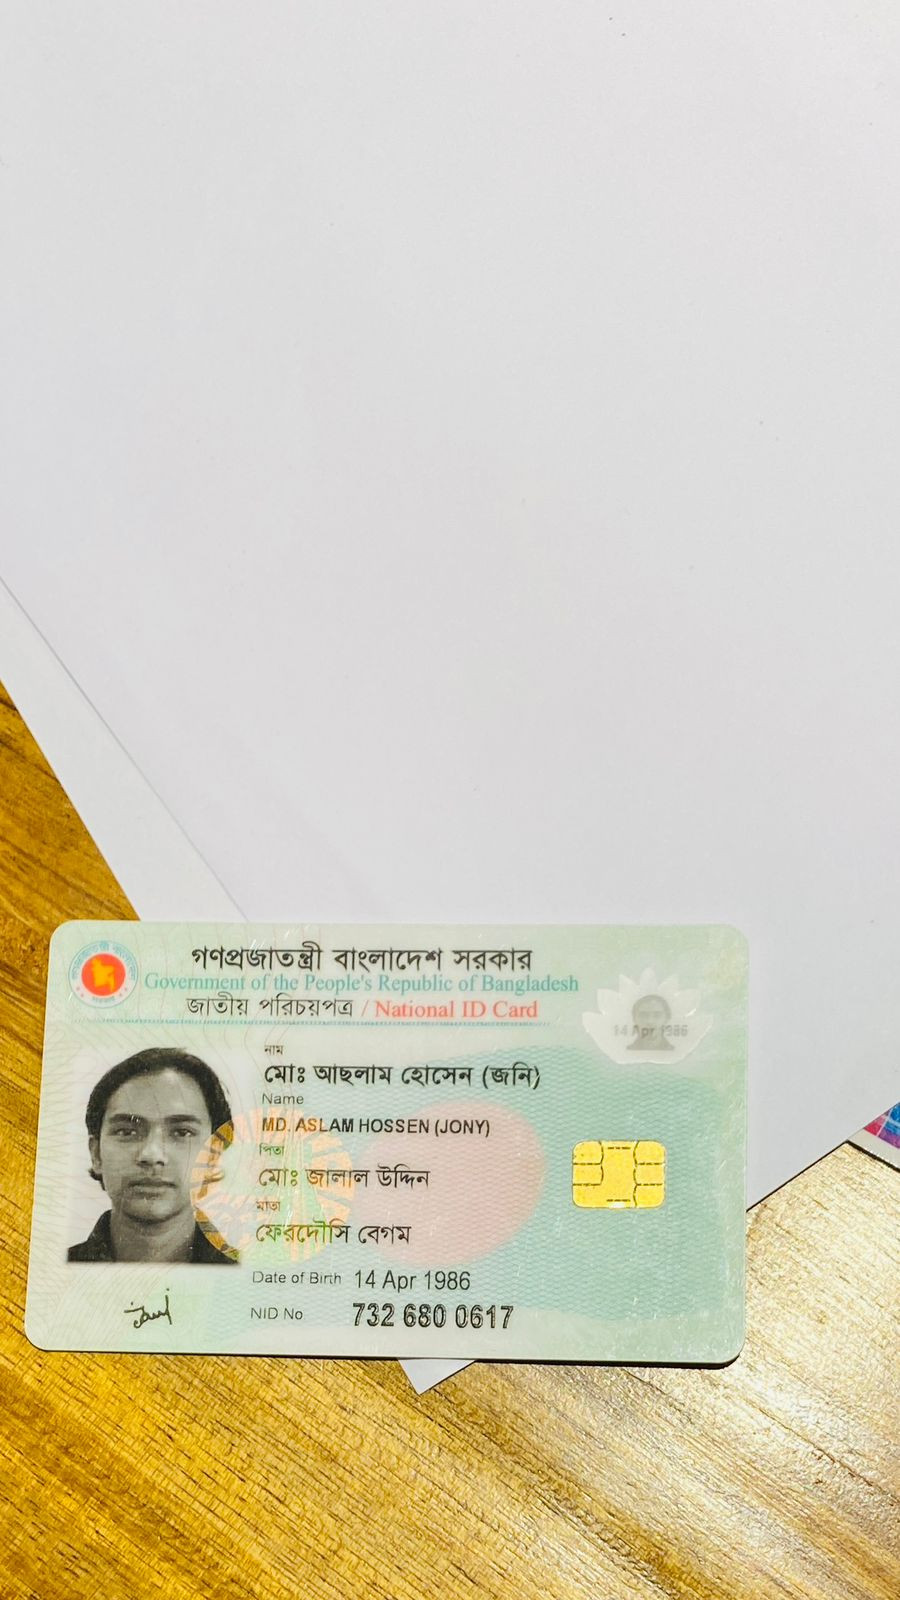 গণপ্রজাতন্ত্রী বাংলাদেশ সরকার
Government of the People's Republic of Bangladesh
জাতীয় পরিচয়পত্র / National ID Card
14 Apr 1986
নাম
মোঃ আছলাম হোসেন (জনি)
Name
MD. ASLAM HOSSEN (JONY)
পিতা
মোঃ জালাল উদ্দিন
মাতা
ফেরদৌসি বেগম
Date of Birth 14 Apr 1986
NID No 732 680 0617